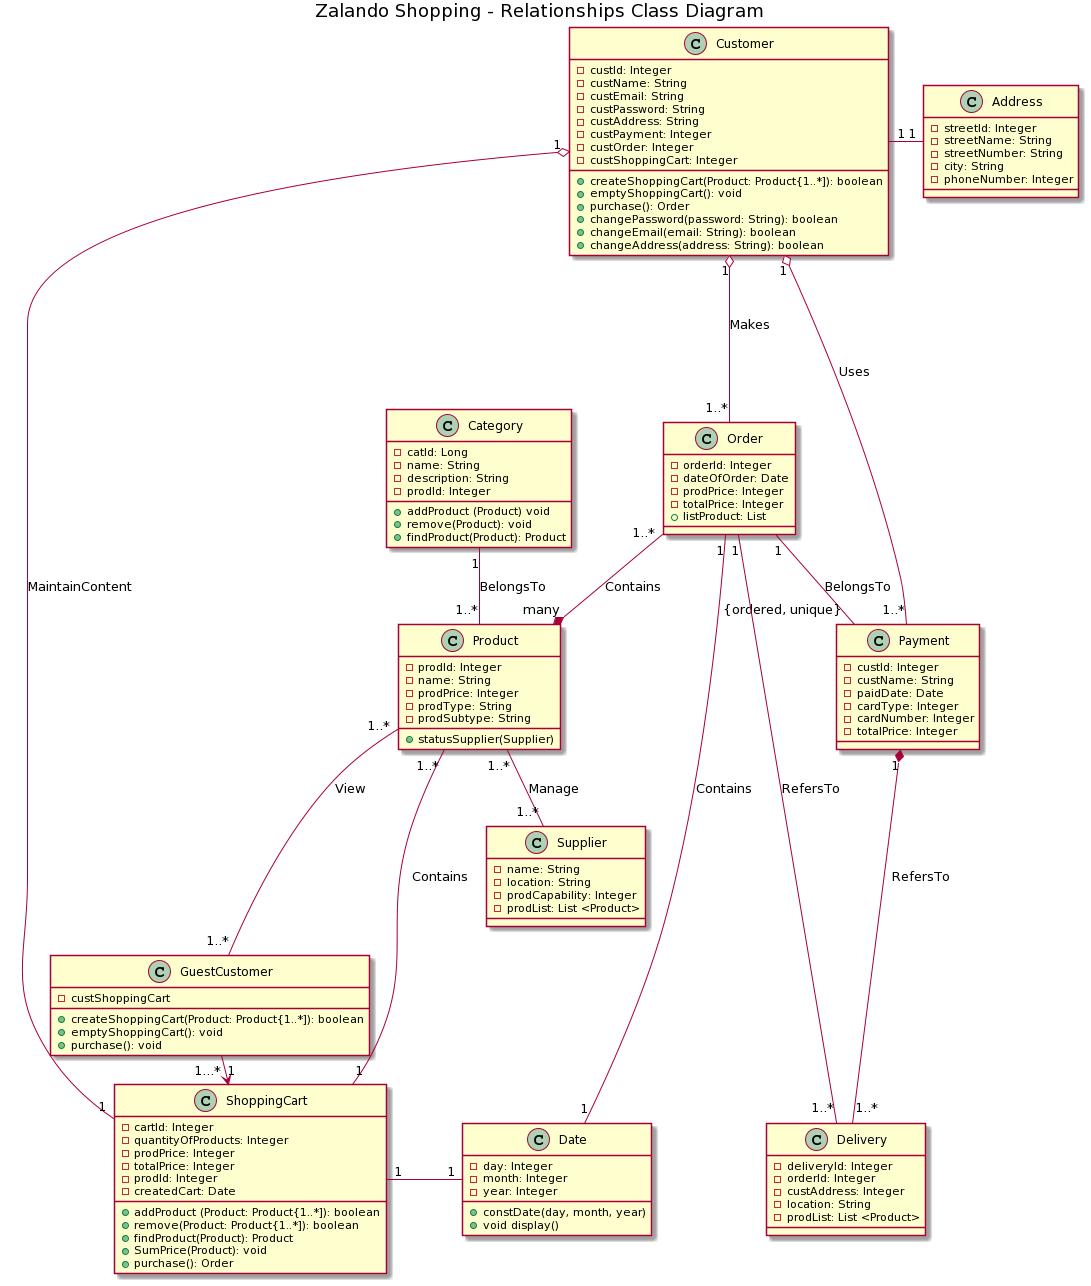 Zalando Shopping - Relationships Class Diagram
C Customer
custId: Integer
custName: String
custEmail: String
custPassword: String
custAddress: String
custPayment: Integer
custOrder: Integer
custShoppingCart: Integer
createShoppingCart(Product: Product{1..*]): boolean
emptyShoppingCart(): void
purchase(): Order
changePassword(password: String): boolean
changeEmail(email: String): boolean
changeAddress(address: String): boolean
C Address
streetId: Integer
streetName: String
streetNumber: String
city: String
phoneNumber: Integer
1 1
1
1
1
Makes
Uses
1..*
C Category
catId: Long
name: String
description: String
prodId: Integer
addProduct (Product) void
remove(Product): void
findProduct(Product): Product
C Order
orderId: Integer
dateOfOrder: Date
prodPrice: Integer
totalPrice: Integer
listProduct: List
1..*
1
1
1
1
MaintainContent
BelongsTo
Contains
BelongsTo
1..*
many
{ordered, unique}
1..*
C Product
prodId: Integer
name: String
prodPrice: Integer
prodType: String
prodSubtype: String
statusSupplier(Supplier)
C Payment
custId: Integer
custName: String
paidDate: Date
cardType: Integer
cardNumber: Integer
totalPrice: Integer
1..*
1..*
1..*
1
View
Manage
Contains
RefersTo
1..*
C Supplier
name: String
location: String
prodCapability: Integer
prodList: List <Product>
Contains
RefersTo
1..*
C GuestCustomer
custShoppingCart
createShoppingCart(Product: Product{1..*]): boolean
emptyShoppingCart(): void
purchase(): void
1...*
1
1
1
1
1..*
1..*
C ShoppingCart
cartId: Integer
quantityOfProducts: Integer
prodPrice: Integer
totalPrice: Integer
prodId: Integer
createdCart: Date
addProduct (Product: Product{1..*]): boolean
remove(Product: Product{1..*]): boolean
findProduct(Product): Product
SumPrice(Product): void
purchase(): Order
1
1
C Date
day: Integer
month: Integer
year: Integer
constDate(day, month, year)
void display()
C Delivery
deliveryId: Integer
orderId: Integer
custAddress: Integer
location: String
prodList: List <Product>